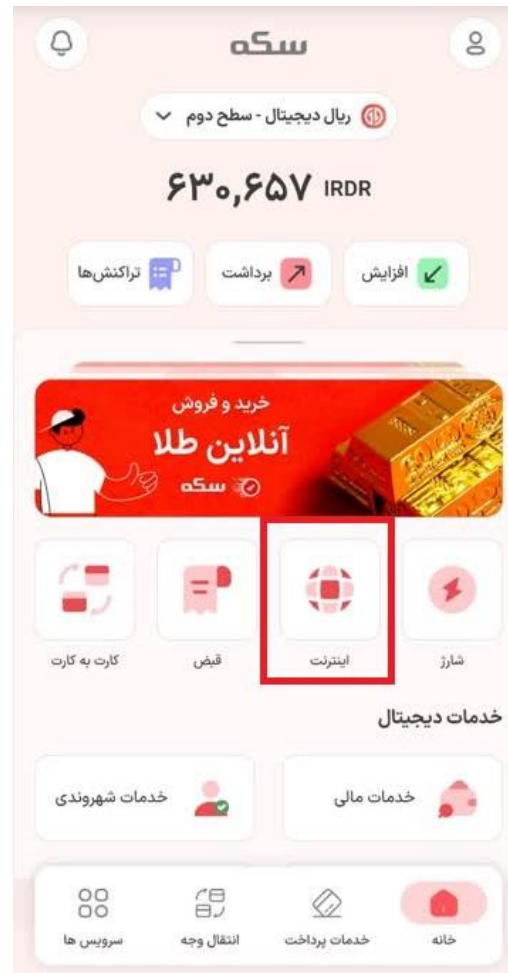 سکه
ریال دیجیتال - سطح دوم
۶۳۰,۶۵۷ IRDR
افزایش
برداشت
تراکنش‌ها
خرید و فروش
آنلاین طلا
سکه
شارژ
اینترنت
قبض
کارت به کارت
خدمات دیجیتال
خدمات مالی
خدمات شهروندی
خانه
خدمات پرداخت
انتقال وجه
سرویس ها